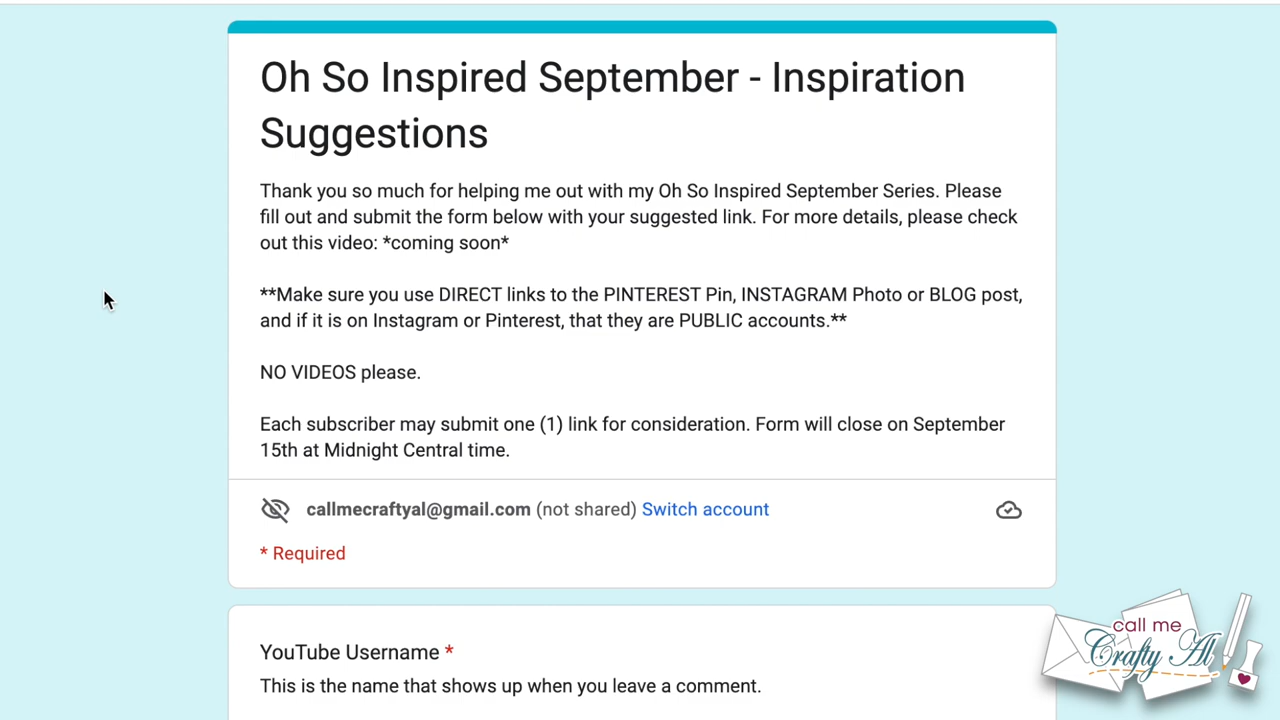 Oh So Inspired September - Inspiration
Suggestions
Thank you so much for helping me out with my Oh So Inspired September Series. Please
fill out and submit the form below with your suggested link. For more details, please check
out this video: *coming soon*
**Make sure you use DIRECT links to the PINTEREST Pin, INSTAGRAM Photo or BLOG post,
and if it is on Instagram or Pinterest, that they are PUBLIC accounts.**
NO VIDEOS please.
Each subscriber may submit one (1) link for consideration. Form will close on September
15th at Midnight Central time.
callmecraftyal@gmail.com (not shared) Switch account
* Required
YouTube Username *
This is the name that shows up when you leave a comment.
call me
Crafty Al